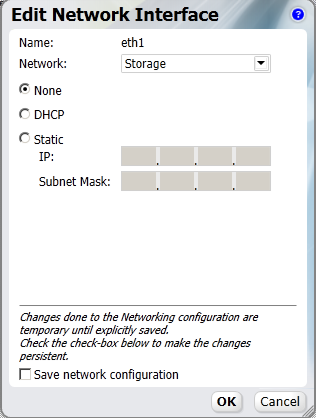 Edit Network Interface ?
Name: eth1
Network: Storage
None
DHCP
Static
IP: . . .
Subnet Mask: . . .
Changes done to the Networking configuration are
temporary until explicitly saved.
Check the check-box below to make the changes
persistent.
Save network configuration
OK Cancel